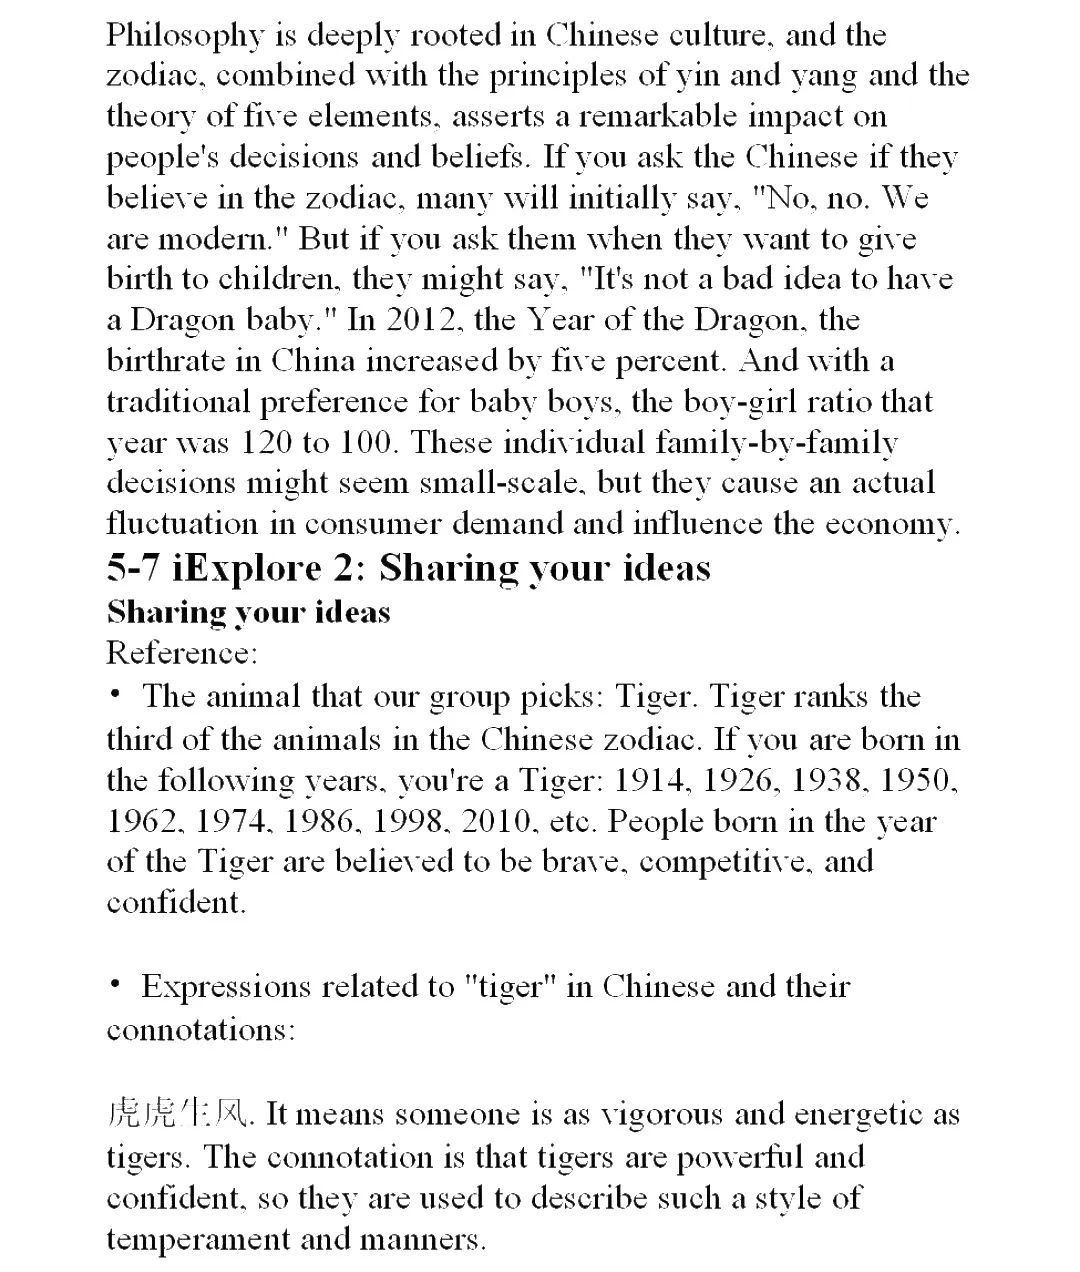 Philosophy is deeply rooted in Chinese culture, and the
zodiac, combined with the principles of yin and yang and the
theory of five elements, asserts a remarkable impact on
people's decisions and beliefs. If you ask the Chinese if they
believe in the zodiac, many will initially say, "No, no. We
are modern." But if you ask them when they want to give
birth to children, they might say, "It's not a bad idea to have
a Dragon baby." In 2012, the Year of the Dragon, the
birthrate in China increased by five percent. And with a
traditional preference for baby boys, the boy-girl ratio that
year was 120 to 100. These individual family-by-family
decisions might seem small-scale, but they cause an actual
fluctuation in consumer demand and influence the economy.
5-7 iExplore 2: Sharing your ideas
Sharing your ideas
Reference:
• The animal that our group picks: Tiger. Tiger ranks the
third of the animals in the Chinese zodiac. If you are born in
the following years, you're a Tiger: 1914, 1926, 1938, 1950,
1962, 1974, 1986, 1998, 2010, etc. People born in the year
of the Tiger are believed to be brave, competitive, and
confident.
• Expressions related to "tiger" in Chinese and their
connotations:
虎虎生风. It means someone is as vigorous and energetic as
tigers. The connotation is that tigers are powerful and
confident, so they are used to describe such a style of
temperament and manners.